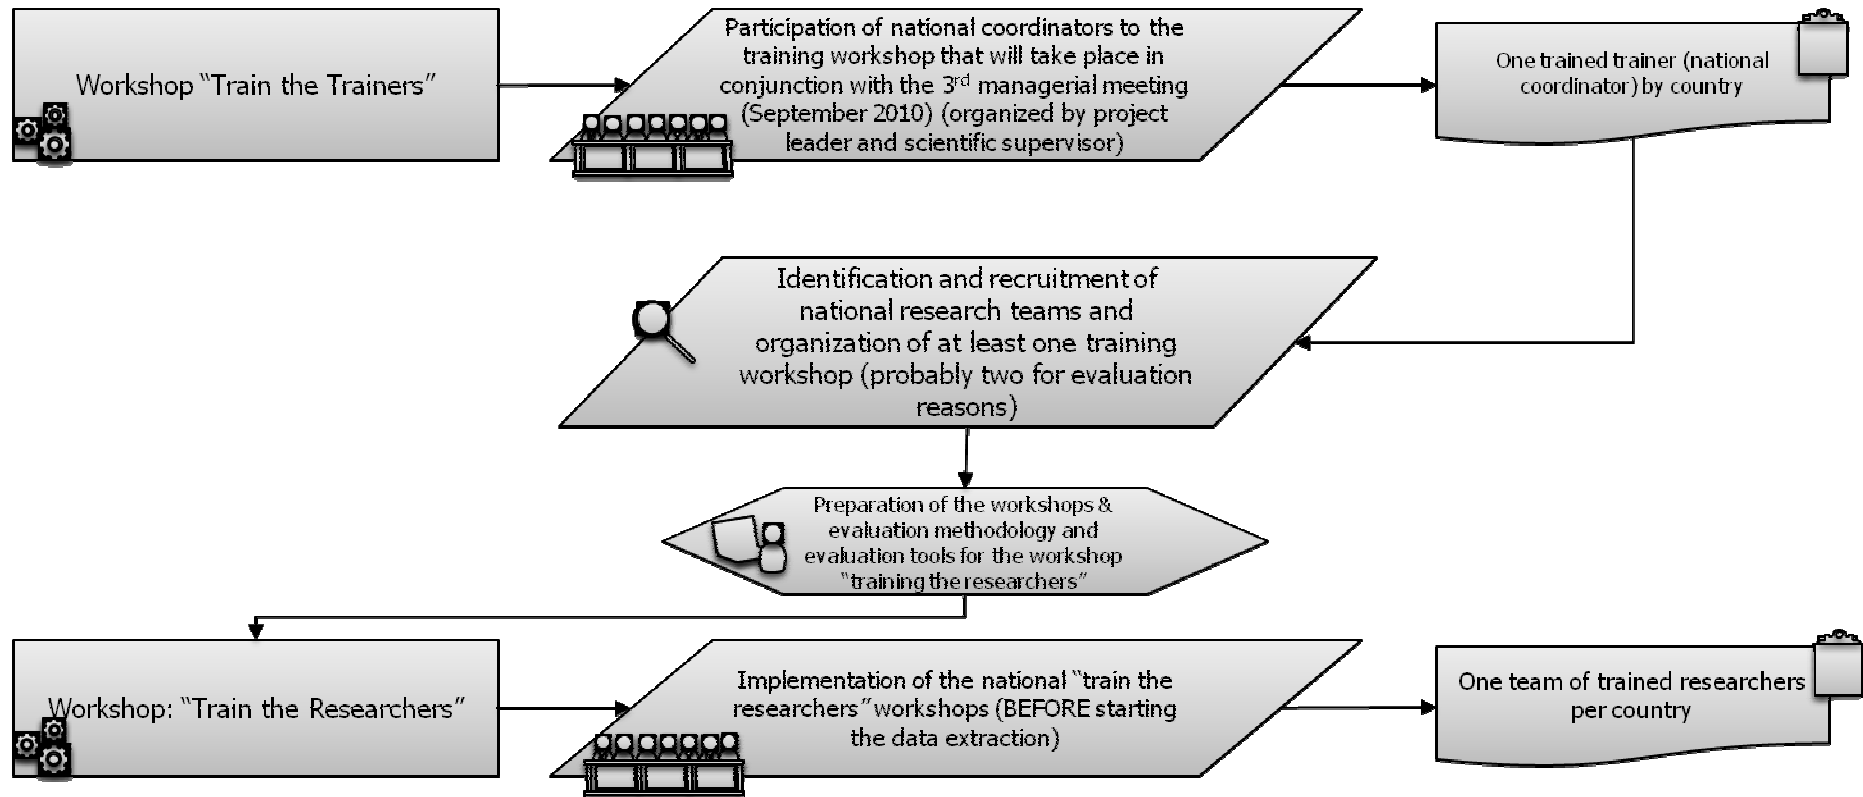 Workshop “Train the Trainers”
Participation of national coordinators to the
training workshop that will take place in
conjunction with the 3rd managerial meeting
(September 2010) (organized by project
leader and scientific supervisor)
One trained trainer (national
coordinator) by country
Identification and recruitment of
national research teams and
organization of at least one training
workshop (probably two for evaluation
reasons)
Preparation of the workshops &
evaluation methodology and
evaluation tools for the workshop
“training the researchers”
Workshop: “Train the Researchers”
Implementation of the national “train the
researchers” workshops (BEFORE starting
the data extraction)
One team of trained researchers
per country